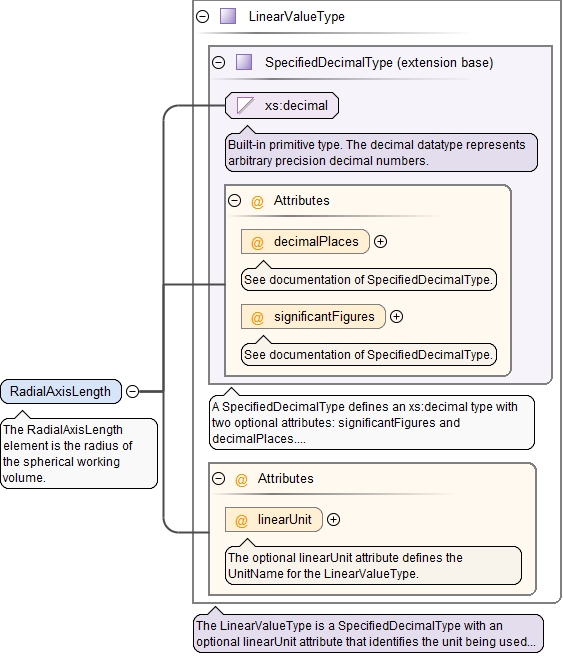 LinearValueType
SpecifiedDecimalType (extension base)
xs:decimal
Built-in primitive type. The decimal datatype represents
arbitrary precision decimal numbers.
@ Attributes
@ decimalPlaces
See documentation of SpecifiedDecimalType.
@ significantFigures
See documentation of SpecifiedDecimalType.
RadialAxisLength
The RadialAxisLength
element is the radius of
the spherical working
volume.
A SpecifiedDecimalType defines an xs:decimal type with
two optional attributes: significantFigures and
decimalPlaces....
@ Attributes
@ linearUnit
The optional linearUnit attribute defines the
UnitName for the LinearValueType.
The LinearValueType is a SpecifiedDecimalType with an
optional linearUnit attribute that identifies the unit being used...